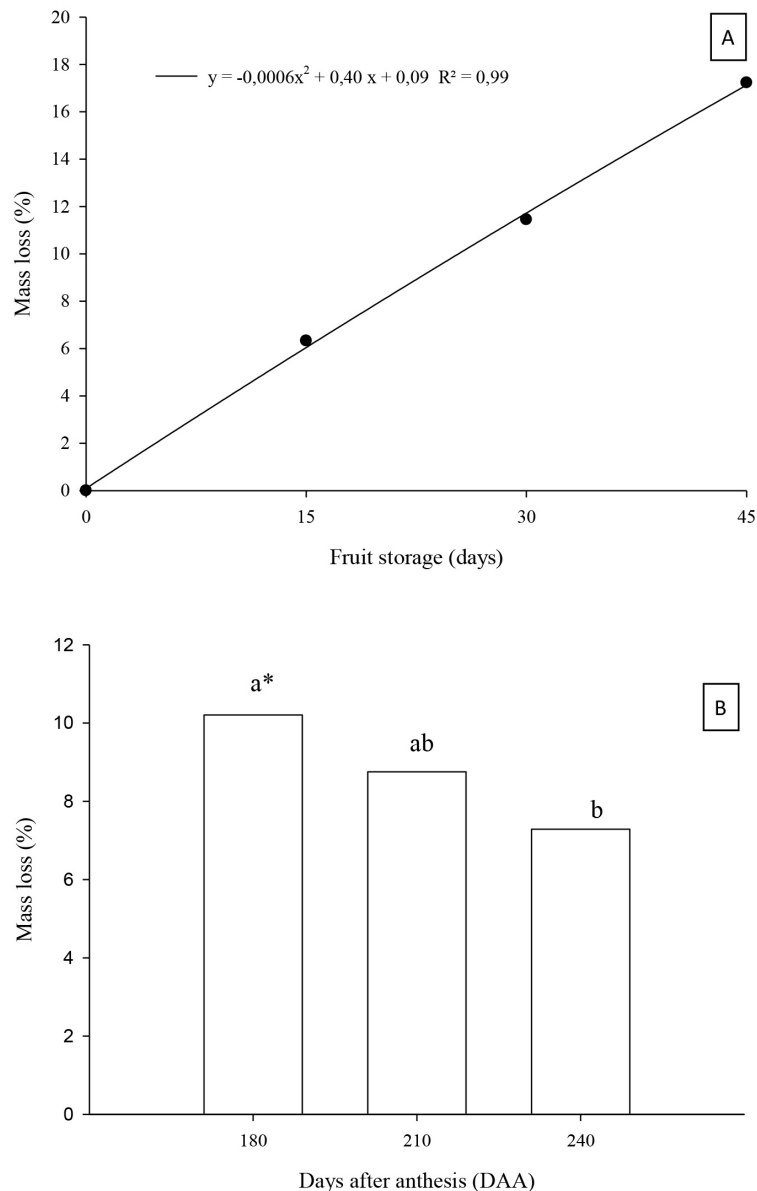 20
A
18
y = -0,0006x² + 0,40 x + 0,09 R² = 0,99
16
14
12
10
8
6
4
2
0
Mass loss (%)
0 15 30 45
Fruit storage (days)
12
a*
B
10
ab
8
b
6
4
2
0
Mass loss (%)
180 210 240
Days after anthesis (DAA)